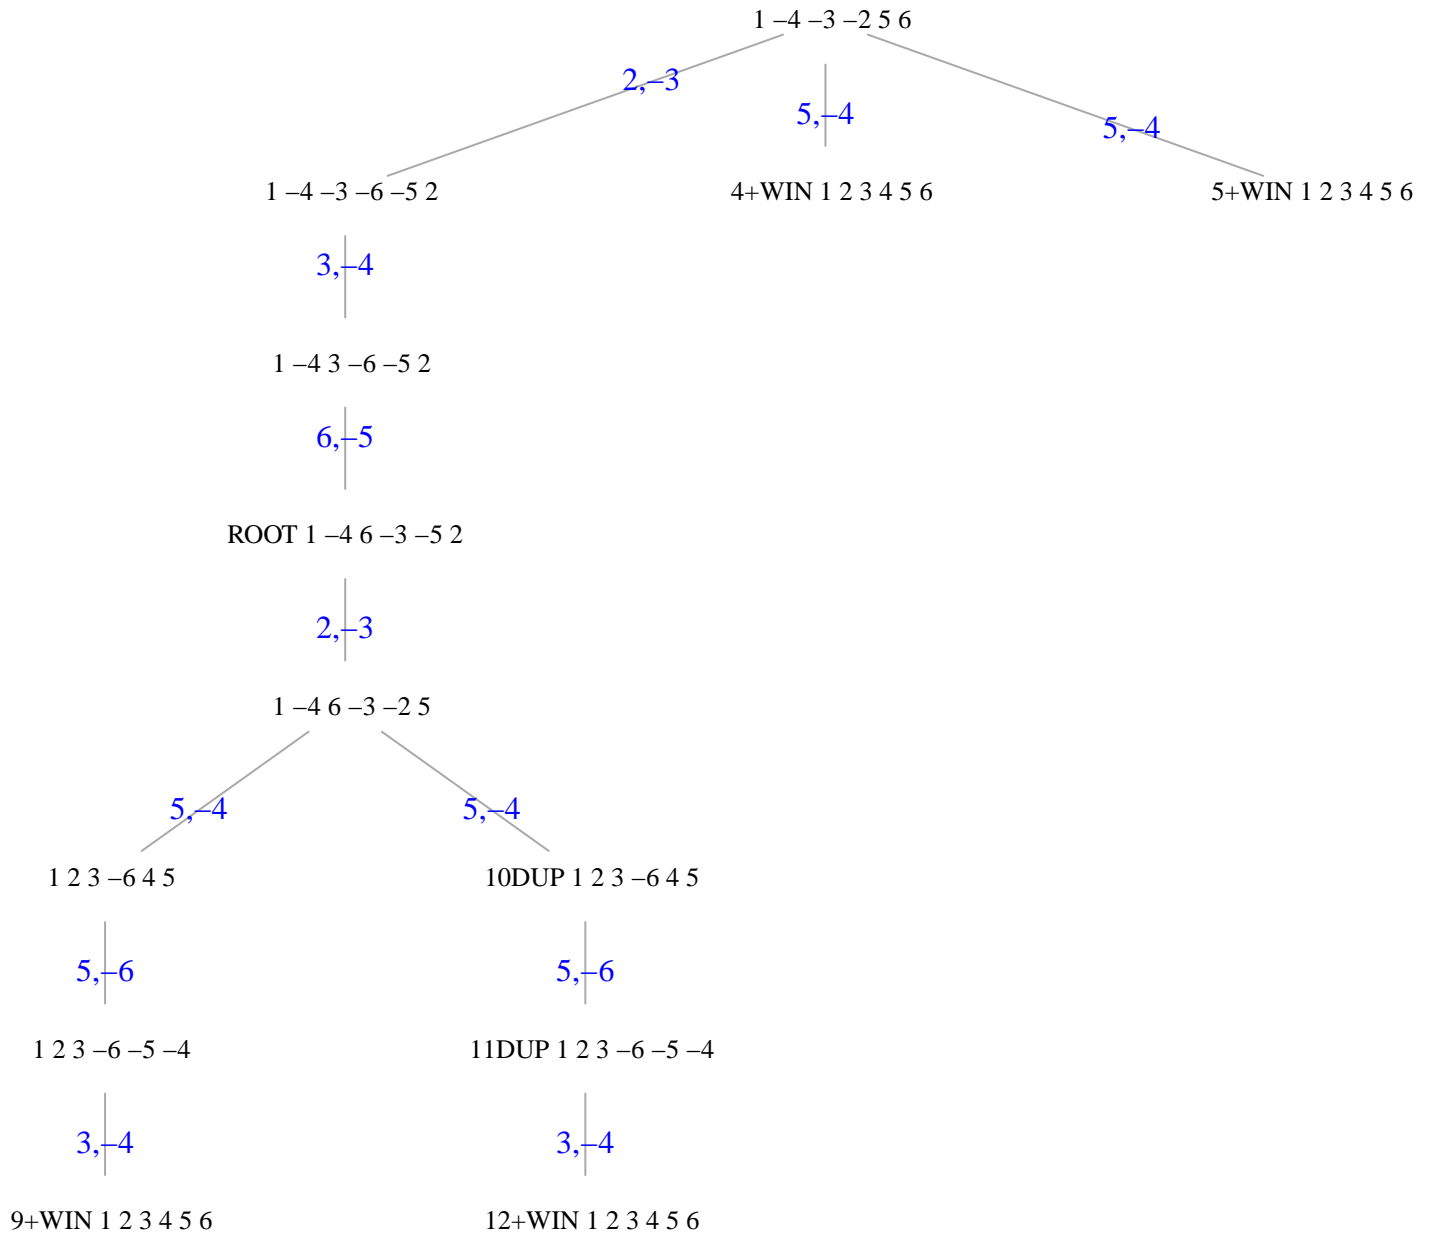 1 –4 –3 –2 5 6
2,–3
5,–4
5,–4
1 –4 –3 –6 –5 2
4+WIN 1 2 3 4 5 6
5+WIN 1 2 3 4 5 6
3,–4
1 –4 3 –6 –5 2
6,–5
ROOT 1 –4 6 –3 –5 2
2,–3
1 –4 6 –3 –2 5
5,–4
5,–4
1 2 3 –6 4 5
10DUP 1 2 3 –6 4 5
5,–6
5,–6
1 2 3 –6 –5 –4
11DUP 1 2 3 –6 –5 –4
3,–4
3,–4
9+WIN 1 2 3 4 5 6
12+WIN 1 2 3 4 5 6